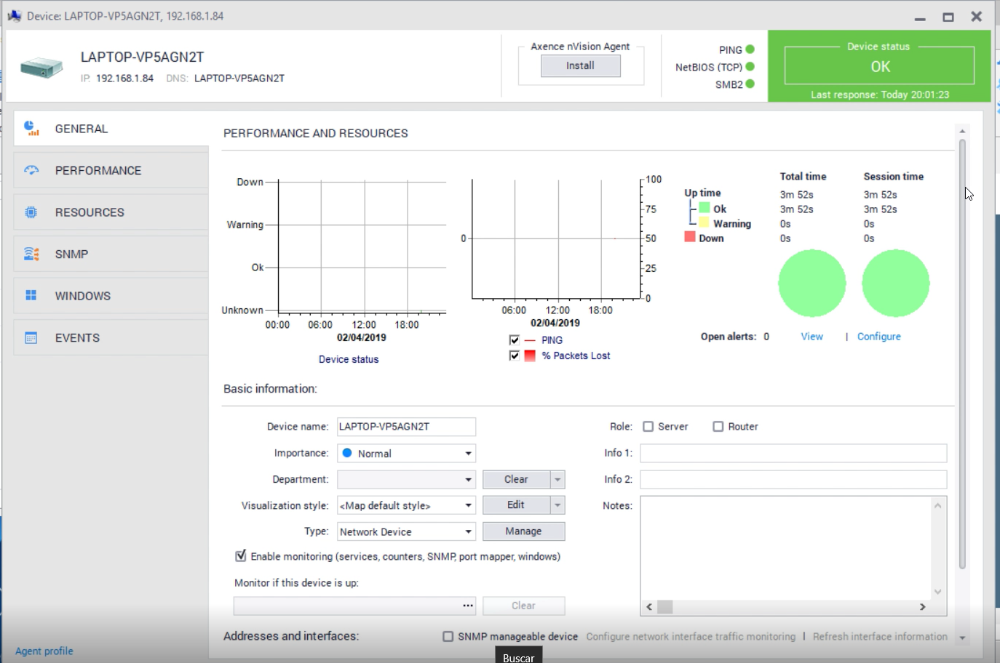 Device: LAPTOP-VP5AGN2T, 192.168.1.84
LAPTOP-VP5AGN2T
IP: 192.168.1.84 DNS: LAPTOP-VP5AGN2T
Axence nVision Agent
Install
PING
NetBIOS (TCP)
SMB2
Device status
OK
Last response: Today 20:01:23
GENERAL
PERFORMANCE
RESOURCES
SNMP
WINDOWS
EVENTS
Agent profile
PERFORMANCE AND RESOURCES
Down
Warning
Ok
Unknown
00:00 06:00 12:00 18:00
02/04/2019
Device status
0
100
75
50
25
0
06:00 12:00 18:00
02/04/2019
PING
% Packets Lost
Total time Session time
Up time 3m 52s 3m 52s
Ok 3m 52s 3m 52s
Warning 0s 0s
Down 0s 0s
Open alerts: 0 View | Configure
Basic information:
Device name: LAPTOP-VP5AGN2T
Importance: Normal
Department: Clear
Visualization style: <Map default style> Edit
Type: Network Device Manage
Enable monitoring (services, counters, SNMP, port mapper, windows)
Monitor if this device is up:
... Clear
Role: Server Router
Info 1:
Info 2:
Notes:
Addresses and interfaces: SNMP manageable device Configure network interface traffic monitoring | Refresh interface information
Buscar